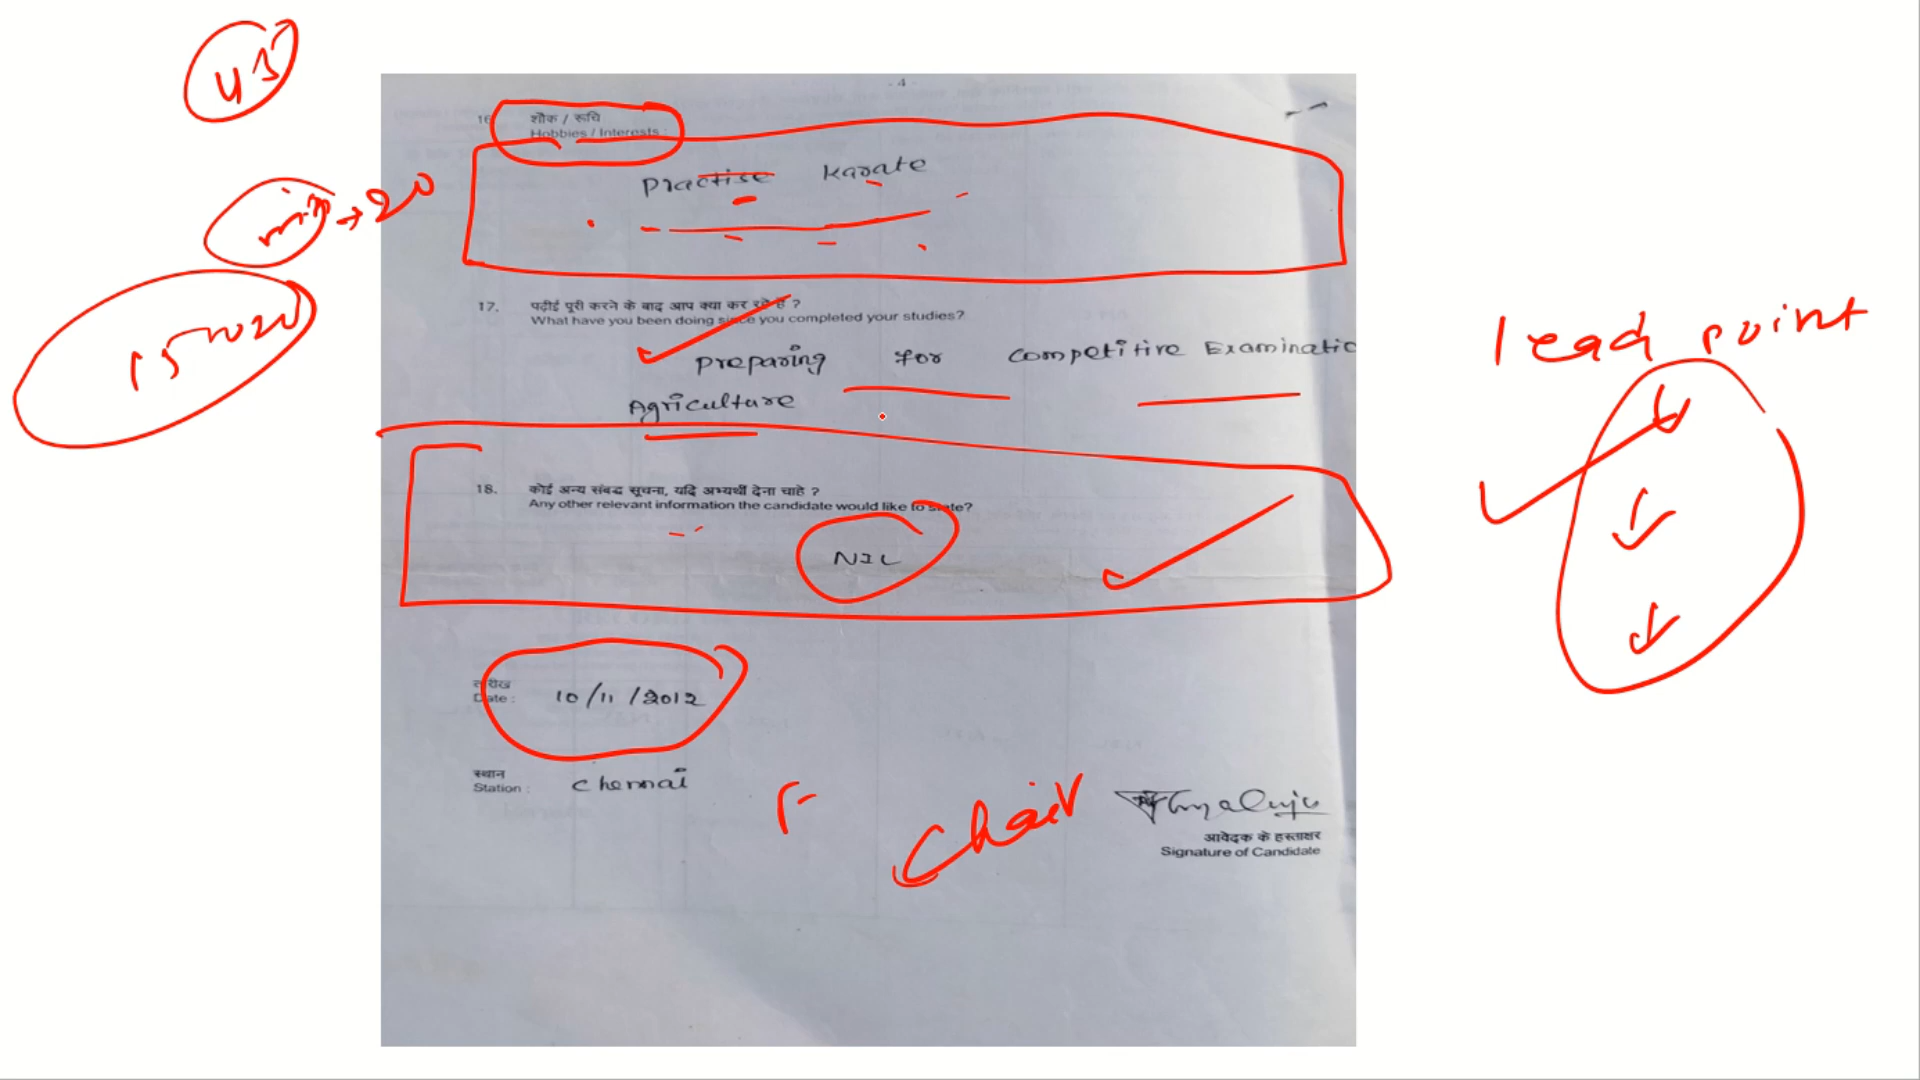 43
- 4 -
16. शौक / रूचि
Hobbies / Interests :
Practise Karate
min → 20
15 to 20
17. पढ़ीई पूरी करने के बाद आप क्या कर रहे हैं ?
What have you been doing since you completed your studies?
Preparing for Competitive Examinatio
Agriculture
lead point
18. कोई अन्य संबद्ध सूचना, यदि अभ्यर्थी देना चाहे ?
Any other relevant information the candidate would like to state?
NIL
तारीख
Date : 10/11/2012
स्थान
Station : Chennai
Chair
आवेदक के हस्ताक्षर
Signature of Candidate